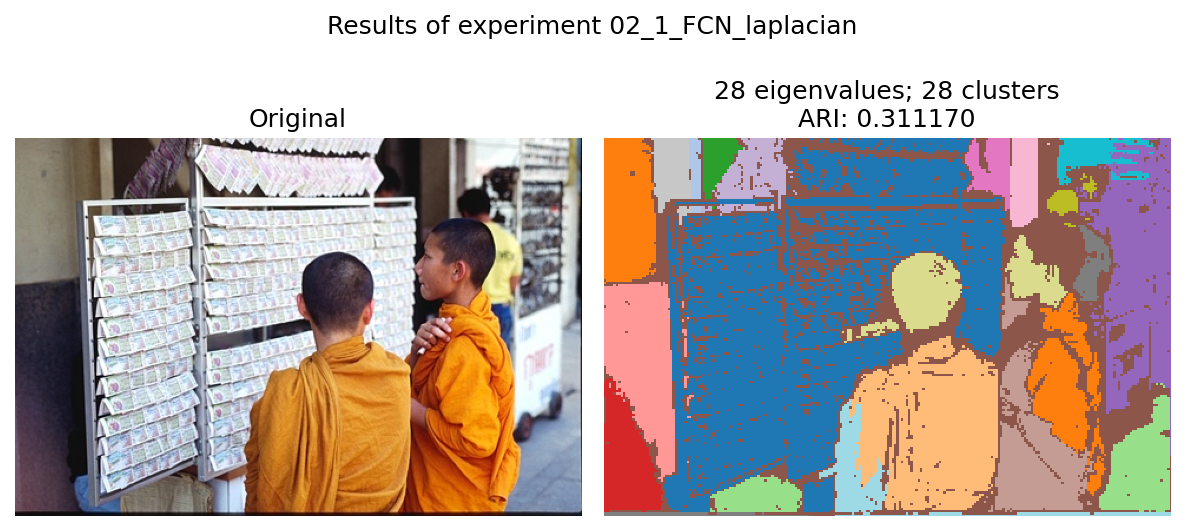 Results of experiment 02_1_FCN_laplacian
Original
28 eigenvalues; 28 clusters
ARI: 0.311170